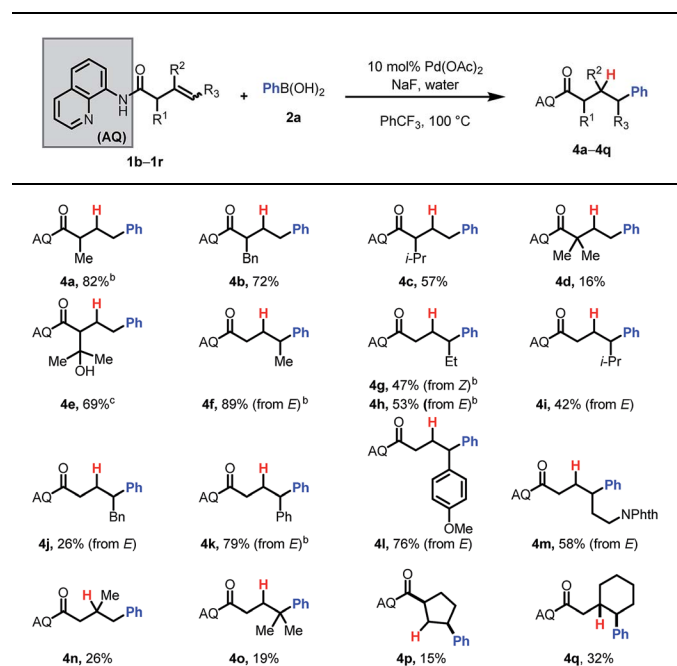 O
R²
R₃
N
H
R¹
N
(AQ)
1b–1r
+
PhB(OH)₂
2a
10 mol% Pd(OAc)₂
NaF, water
PhCF₃, 100 °C
O
R²
H
Ph
AQ
R¹
R₃
4a–4q
O
H
AQ
Ph
Me
4a, 82%ᵇ
O
H
AQ
Ph
Bn
4b, 72%
O
H
AQ
Ph
i-Pr
4c, 57%
O
H
AQ
Ph
Me Me
4d, 16%
O
H
AQ
Ph
Me Me
OH
4e, 69%ᶜ
O
H
AQ
Ph
Me
4f, 89% (from E)ᵇ
O
H
AQ
Ph
Et
4g, 47% (from Z)ᵇ
4h, 53% (from E)ᵇ
O
H
AQ
Ph
i-Pr
4i, 42% (from E)
O
H
AQ
Ph
Bn
4j, 26% (from E)
O
H
AQ
Ph
Ph
4k, 79% (from E)ᵇ
O
H
AQ
Ph
OMe
4l, 76% (from E)
O
H
AQ
Ph
NPhth
4m, 58% (from E)
O
H Me
AQ
Ph
4n, 26%
O
H
AQ
Ph
Me Me
4o, 19%
O
AQ
H
Ph
4p, 15%
O
AQ
H
Ph
4q, 32%